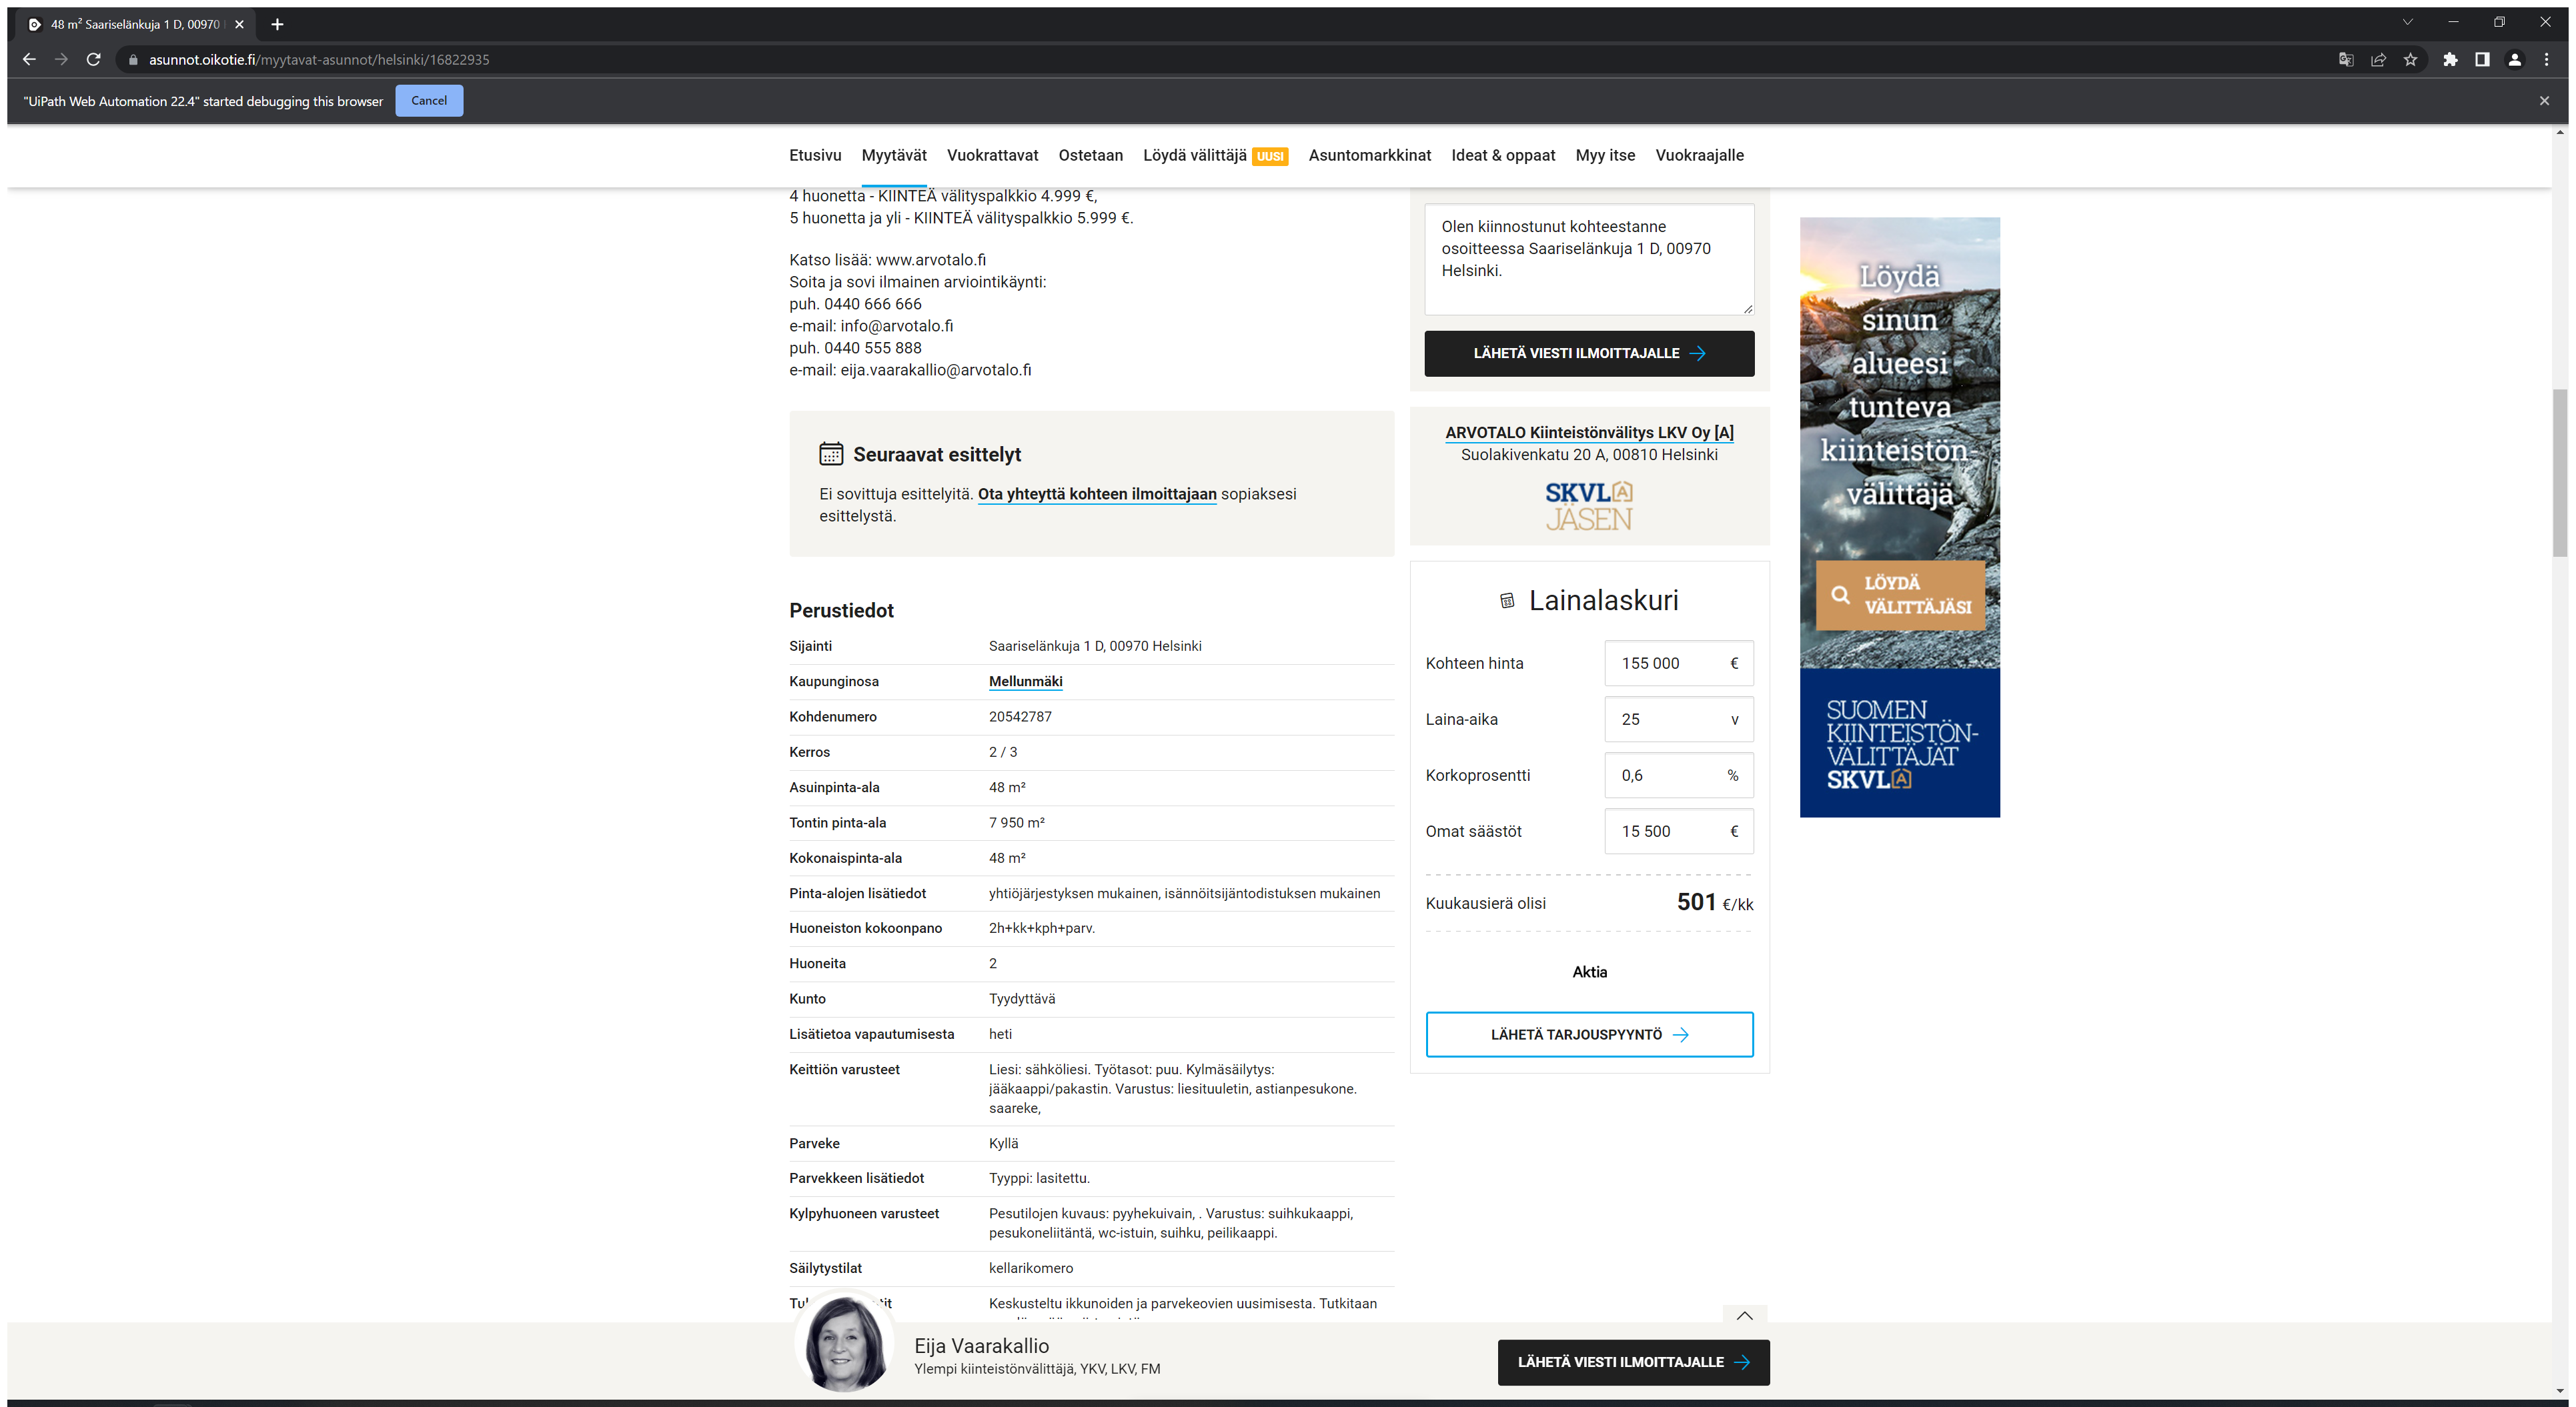 48 m² Saariselänkuja 1 D, 00970
asunnot.oikotie.fi/myytavat-asunnot/helsinki/16822935
"UiPath Web Automation 22.4" started debugging this browser
Cancel
Etusivu Myytävät Vuokrattavat Ostetaan Löydä välittäjä UUSI Asuntomarkkinat Ideat & oppaat Myy itse Vuokraajalle
4 huonetta - KIINTEÄ välityspalkkio 4.999 €,
5 huonetta ja yli - KIINTEÄ välityspalkkio 5.999 €.
Katso lisää: www.arvotalo.fi
Soita ja sovi ilmainen arviointikäynti:
puh. 0440 666 666
e-mail: info@arvotalo.fi
puh. 0440 555 888
e-mail: eija.vaarakallio@arvotalo.fi
Seuraavat esittelyt
Ei sovittuja esittelyitä. Ota yhteyttä kohteen ilmoittajaan sopiaksesi
esittelystä.
Perustiedot
Sijainti Saariselänkuja 1 D, 00970 Helsinki
Kaupunginosa Mellunmäki
Kohdenumero 20542787
Kerros 2 / 3
Asuinpinta-ala 48 m²
Tontin pinta-ala 7 950 m²
Kokonaispinta-ala 48 m²
Pinta-alojen lisätiedot yhtiöjärjestyksen mukainen, isännöitsijäntodistuksen mukainen
Huoneiston kokoonpano 2h+kk+kph+parv.
Huoneita 2
Kunto Tyydyttävä
Lisätietoa vapautumisesta heti
Keittiön varusteet Liesi: sähköliesi. Työtasot: puu. Kylmäsäilytys:
jääkaappi/pakastin. Varustus: liesituuletin, astianpesukone.
saareke,
Parveke Kyllä
Parvekkeen lisätiedot Tyyppi: lasitettu.
Kylpyhuoneen varusteet Pesutilojen kuvaus: pyyhekuivain, . Varustus: suihkukaappi,
pesukoneliitäntä, wc-istuin, suihku, peilikaappi.
Säilytystilat kellarikomero
Keskusteltu ikkunoiden ja parvekeovien uusimisesta. Tutkitaan
Olen kiinnostunut kohteestanne
osoitteessa Saariselänkuja 1 D, 00970
Helsinki.
LÄHETÄ VIESTI ILMOITTAJALLE
ARVOTALO Kiinteistönvälitys LKV Oy [A]
Suolakivenkatu 20 A, 00810 Helsinki
SKVL A
JÄSEN
Lainalaskuri
Kohteen hinta 155 000 €
Laina-aika 25 v
Korkoprosentti 0,6 %
Omat säästöt 15 500 €
Kuukausierä olisi 501 €/kk
Aktia
LÄHETÄ TARJOUSPYYNTÖ
Löydä
sinun
alueesi
tunteva
kiinteistön-
välittäjä
LÖYDÄ
VÄLITTÄJÄSI
SUOMEN
KIINTEISTÖN-
VÄLITTÄJÄT
SKVL A
Eija Vaarakallio
Ylempi kiinteistönvälittäjä, YKV, LKV, FM
LÄHETÄ VIESTI ILMOITTAJALLE